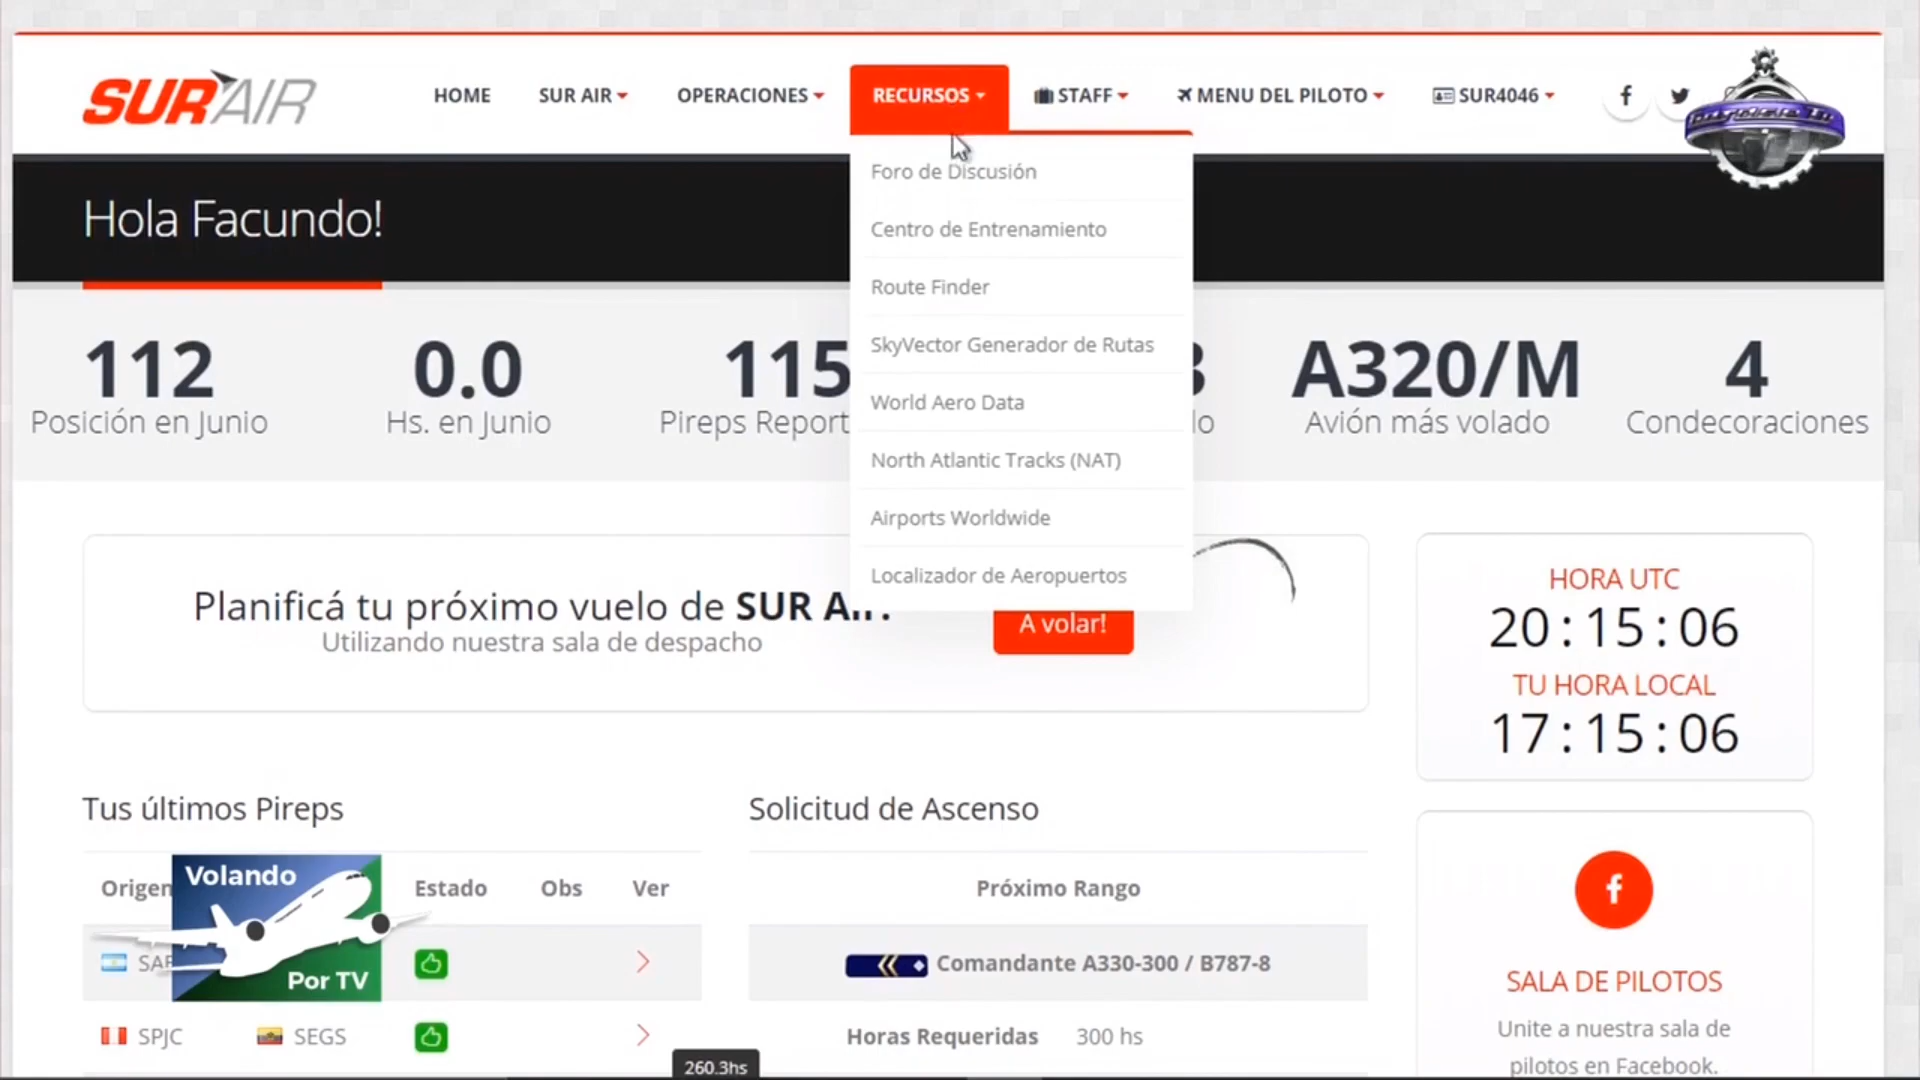 SUR AIR
HOME
SUR AIR
OPERACIONES
RECURSOS
STAFF
MENU DEL PILOTO
SUR4046
Foro de Discusión
Centro de Entrenamiento
Route Finder
SkyVector Generador de Rutas
World Aero Data
North Atlantic Tracks (NAT)
Airports Worldwide
Localizador de Aeropuertos
Hola Facundo!
112
Posición en Junio
0.0
Hs. en Junio
115
Pireps Report
lo
A320/M
Avión más volado
4
Condecoraciones
Planificá tu próximo vuelo de SUR Air!
Utilizando nuestra sala de despacho
A volar!
HORA UTC
20:15:06
TU HORA LOCAL
17:15:06
Tus últimos Pireps
Origen
Estado
Obs
Ver
Volando
Por TV
SPJC
SEGS
260.3hs
Solicitud de Ascenso
Próximo Rango
Comandante A330-300 / B787-8
Horas Requeridas 300 hs
SALA DE PILOTOS
Unite a nuestra sala de
pilotos en Facebook.